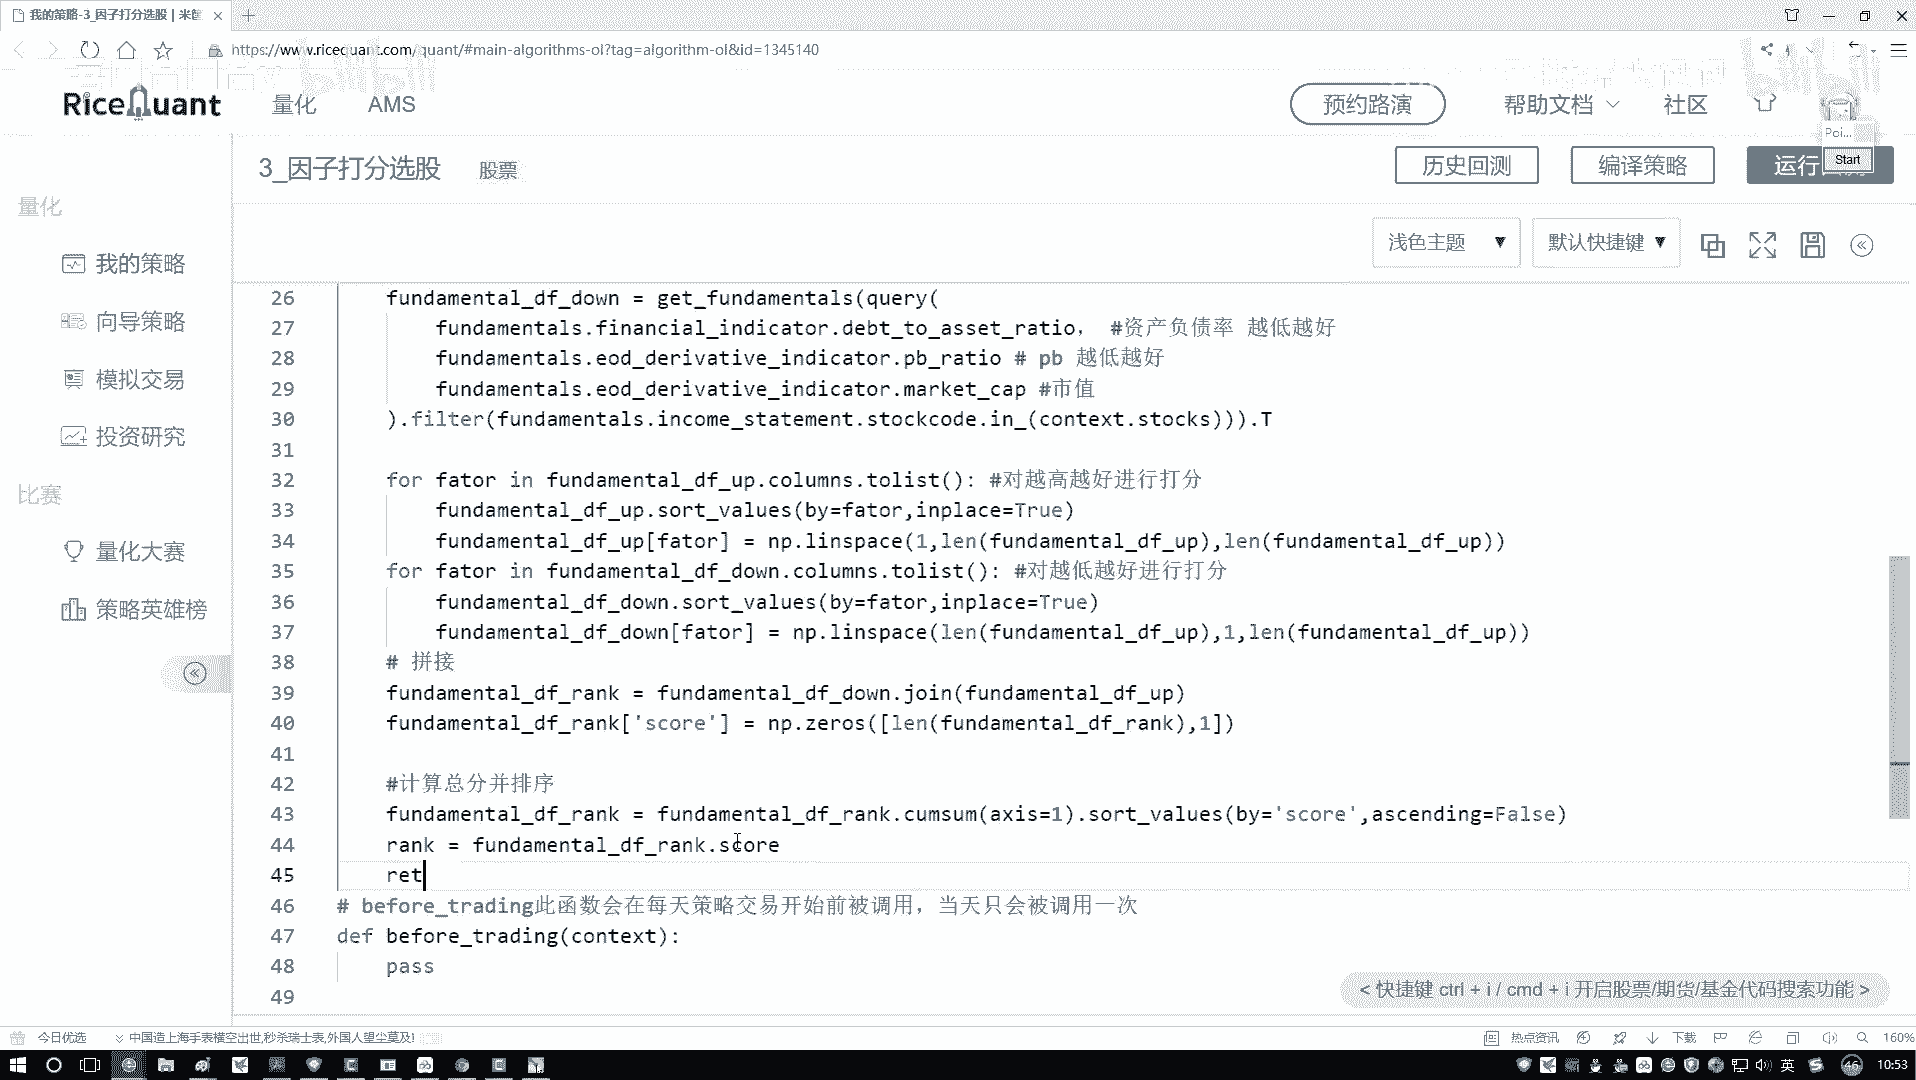 我的策略-3_因子打分选股 | 米筐
https://www.ricequant.com/quant/#main-algorithms-ol?tag=algorithm-ol&id=1345140
RiceQuant 量化 AMS 预约路演 帮助文档 社区
Poi...
Start
3_因子打分选股 股票 历史回测 编译策略 运行
浅色主题 默认快捷键
量化
我的策略
向导策略
模拟交易
投资研究
比赛
量化大赛
策略英雄榜
26 fundamental_df_down = get_fundamentals(query(
27 fundamentals.financial_indicator.debt_to_asset_ratio， #资产负债率 越低越好
28 fundamentals.eod_derivative_indicator.pb_ratio # pb 越低越好
29 fundamentals.eod_derivative_indicator.market_cap #市值
30 ).filter(fundamentals.income_statement.stockcode.in_(context.stocks))).T
31
32 for fator in fundamental_df_up.columns.tolist(): #对越高越好进行打分
33 fundamental_df_up.sort_values(by=fator,inplace=True)
34 fundamental_df_up[fator] = np.linspace(1,len(fundamental_df_up),len(fundamental_df_up))
35 for fator in fundamental_df_down.columns.tolist(): #对越低越好进行打分
36 fundamental_df_down.sort_values(by=fator,inplace=True)
37 fundamental_df_down[fator] = np.linspace(len(fundamental_df_up),1,len(fundamental_df_up))
38 # 拼接
39 fundamental_df_rank = fundamental_df_down.join(fundamental_df_up)
40 fundamental_df_rank['score'] = np.zeros([len(fundamental_df_rank),1])
41
42 #计算总分并排序
43 fundamental_df_rank = fundamental_df_rank.cumsum(axis=1).sort_values(by='score',ascending=False)
44 rank = fundamental_df_rank.score
45 ret
46 # before_trading此函数会在每天策略交易开始前被调用，当天只会被调用一次
47 def before_trading(context):
48 pass
49
< 快捷键 ctrl + i / cmd + i 开启股票/期货/基金代码搜索功能 >
今日优选 中国造上海手表横空出世,秒杀瑞士表,外国人望尘莫及! 热点资讯 下载 160%
英 46 10:53